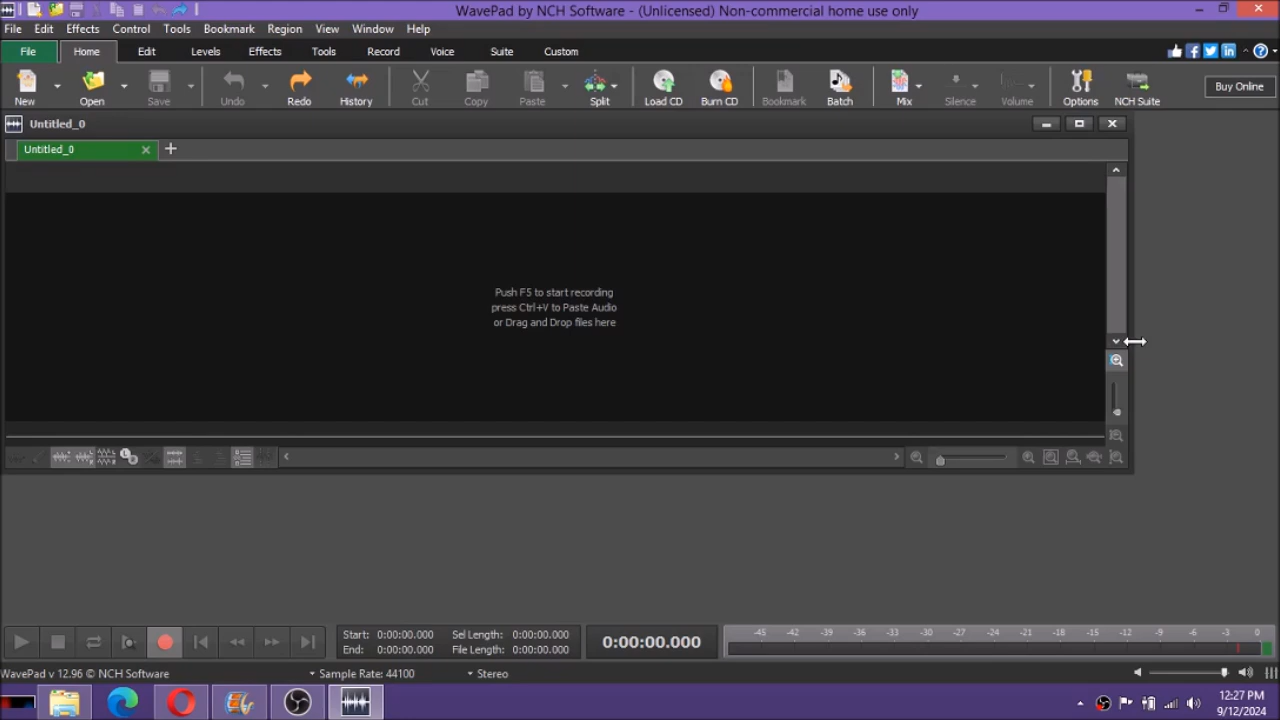 WavePad by NCH Software - (Unlicensed) Non-commercial home use only
File Edit Effects Control Tools Bookmark Region View Window Help
File Home Edit Levels Effects Tools Record Voice Suite Custom
New Open Save Undo Redo History Cut Copy Paste Split Load CD Burn CD Bookmark Batch Mix Silence Volume Options NCH Suite Buy Online
Untitled_0
Untitled_0
Push F5 to start recording
press Ctrl+V to Paste Audio
or Drag and Drop files here
Start: 0:00:00.000 Sel Length: 0:00:00.000
End: 0:00:00.000 File Length: 0:00:00.000
0:00:00.000
-45 -42 -39 -36 -33 -30 -27 -24 -21 -18 -15 -12 -9 -6 -3 0
WavePad v 12.96 © NCH Software Sample Rate: 44100 Stereo
12:27 PM
9/12/2024